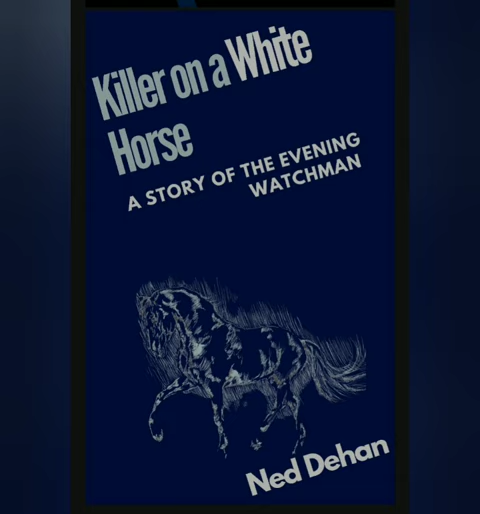 Killer on a White
Horse
A STORY OF THE EVENING
WATCHMAN
Ned Dehan